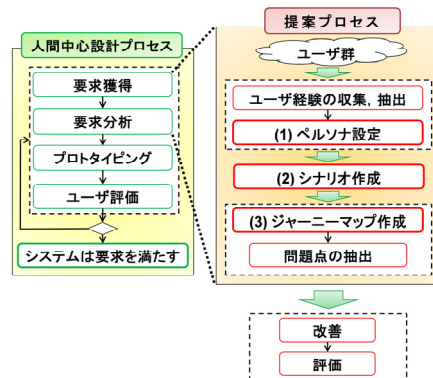 人間中心設計プロセス
要求獲得
要求分析
プロトタイピング
ユーザ評価
システムは要求を満たす
提案プロセス
ユーザ群
ユーザ経験の収集, 抽出
(1) ペルソナ設定
(2) シナリオ作成
(3) ジャーニーマップ作成
問題点の抽出
改善
評価